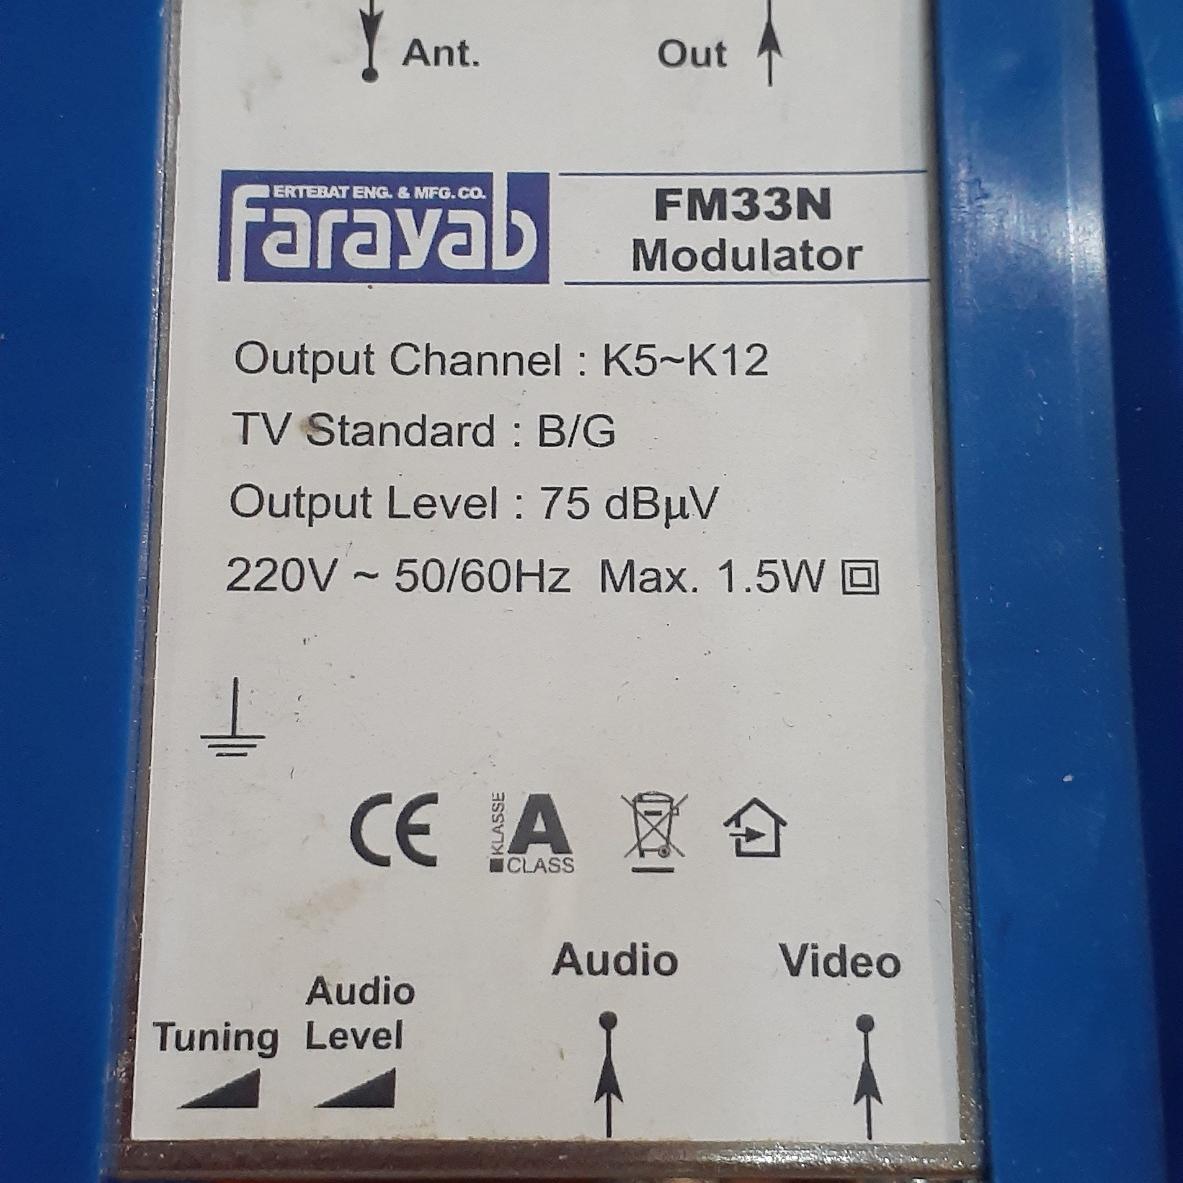 Ant. Out
ERTEBAT ENG. & MFG. CO.
Farayab
FM33N
Modulator
Output Channel : K5~K12
TV Standard : B/G
Output Level : 75 dBµV
220V ~ 50/60Hz Max. 1.5W
CE
KLASSE
A
CLASS
Audio Video
Audio
Tuning Level